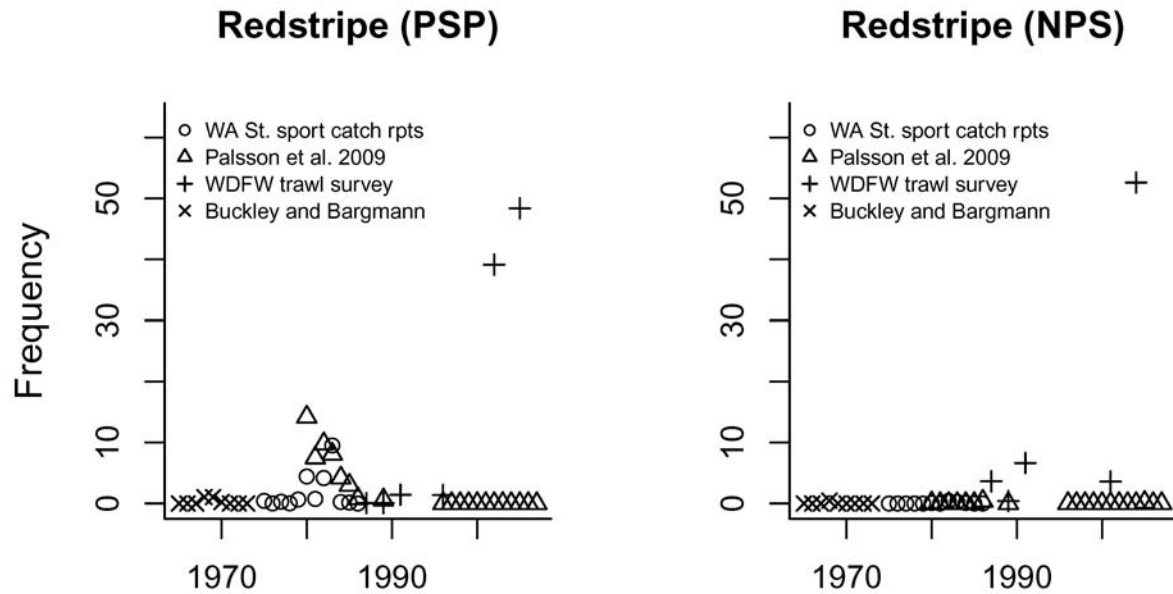 Redstripe (PSP)
WA St. sport catch rpts
Palsson et al. 2009
WDFW trawl survey
Buckley and Bargmann
Frequency
50
30
10
0
1970
1990
Redstripe (NPS)
WA St. sport catch rpts
Palsson et al. 2009
WDFW trawl survey
Buckley and Bargmann
50
30
10
0
1970
1990